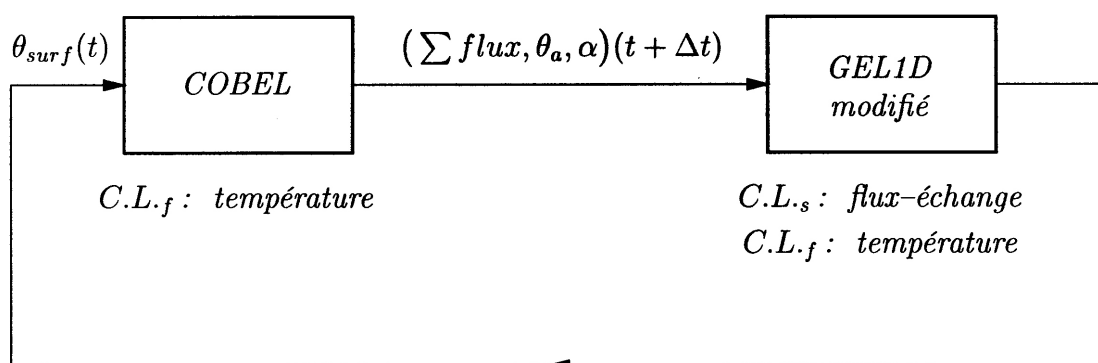 θ_surf(t)
COBEL
(∑ flux, θ_a, α)(t + Δt)
GEL1D
modifié
C.L._f : température
C.L._s : flux–échange
C.L._f : température